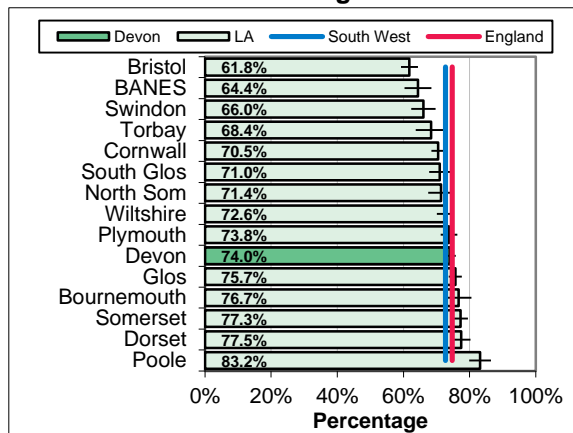 Devon LA South West England
Bristol 61.8%
BANES 64.4%
Swindon 66.0%
Torbay 68.4%
Cornwall 70.5%
South Glos 71.0%
North Som 71.4%
Wiltshire 72.6%
Plymouth 73.8%
Devon 74.0%
Glos 75.7%
Bournemouth 76.7%
Somerset 77.3%
Dorset 77.5%
Poole 83.2%
0% 20% 40% 60% 80% 100%
Percentage